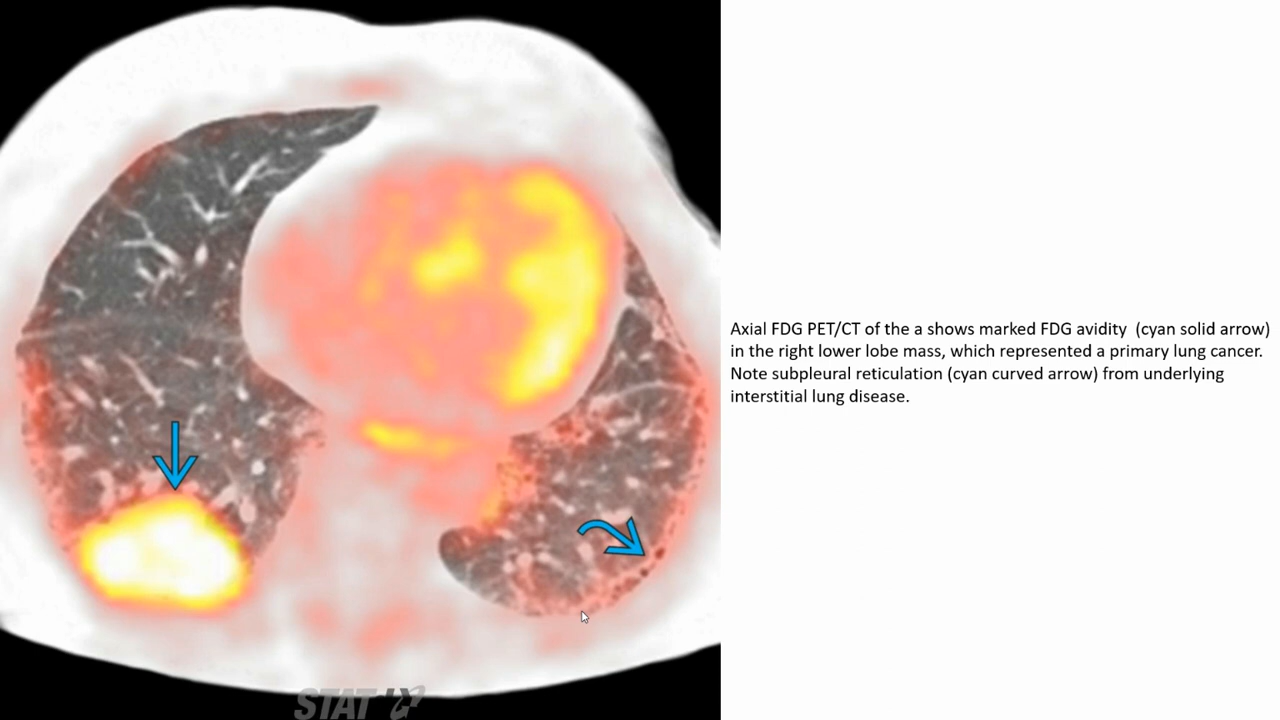 Axial FDG PET/CT of the a shows marked FDG avidity (cyan solid arrow)
in the right lower lobe mass, which represented a primary lung cancer.
Note subpleural reticulation (cyan curved arrow) from underlying
interstitial lung disease.
STAT